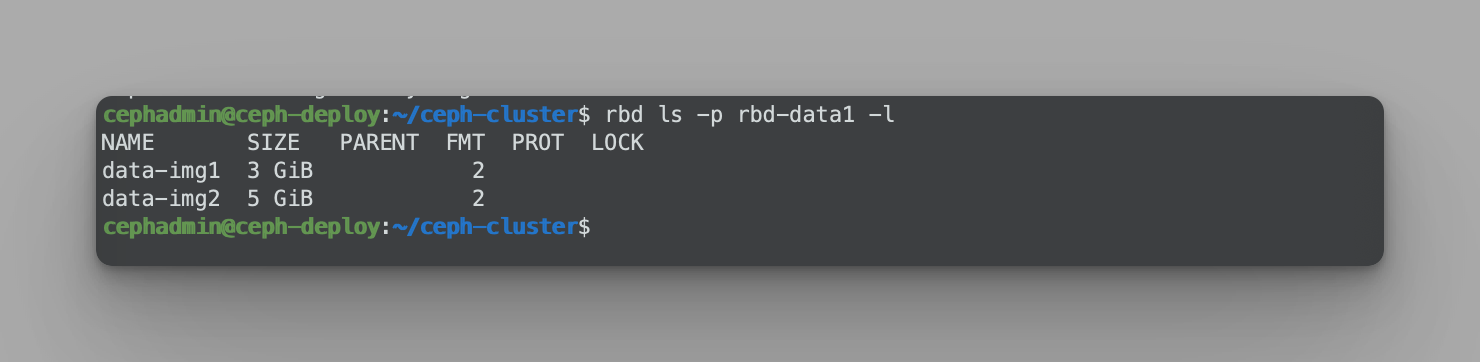 cephadmin@ceph-deploy:~/ceph-cluster$ rbd ls -p rbd-data1 -l
NAME       SIZE   PARENT  FMT  PROT  LOCK
data-img1  3 GiB            2
data-img2  5 GiB            2
cephadmin@ceph-deploy:~/ceph-cluster$